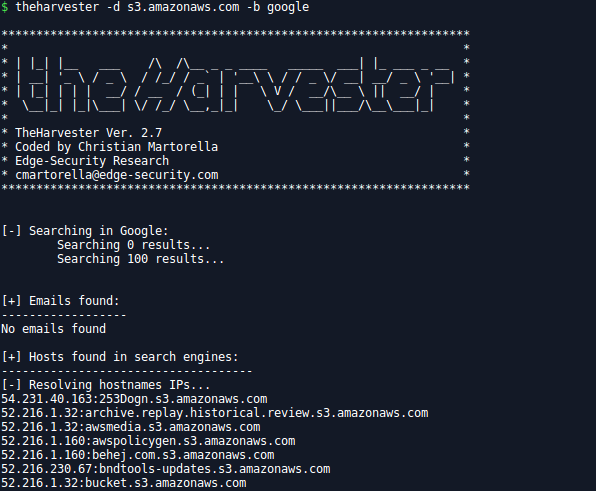 $ theharvester -d s3.amazonaws.com -b google
*******************************************************************
*                                                                 *
* | |_| |__   ___    /\  /\__ _ _ ____   _____  ___| |_ ___ _ __  *
* | __| '_ \ / _ \  / /_/ / _` | '__\ \ / / _ \/ __| __/ _ \ '__| *
* | |_| | | |  __/ / __  / (_| | |   \ V /  __/\__ \ ||  __/ |    *
*  \__|_| |_|\___| \/ /_/ \__,_|_|    \_/ \___||___/\__\___|_|    *
*                                                                 *
* TheHarvester Ver. 2.7                                           *
* Coded by Christian Martorella                                   *
* Edge-Security Research                                          *
* cmartorella@edge-security.com                                   *
*******************************************************************
[-] Searching in Google:
Searching 0 results...
Searching 100 results...
[+] Emails found:
------------------
No emails found
[+] Hosts found in search engines:
------------------------------------
[-] Resolving hostnames IPs...
54.231.40.163:253Dogn.s3.amazonaws.com
52.216.1.32:archive.replay.historical.review.s3.amazonaws.com
52.216.1.32:awsmedia.s3.amazonaws.com
52.216.1.160:awspolicygen.s3.amazonaws.com
52.216.1.160:behej.com.s3.amazonaws.com
52.216.230.67:bndtools-updates.s3.amazonaws.com
52.216.1.32:bucket.s3.amazonaws.com